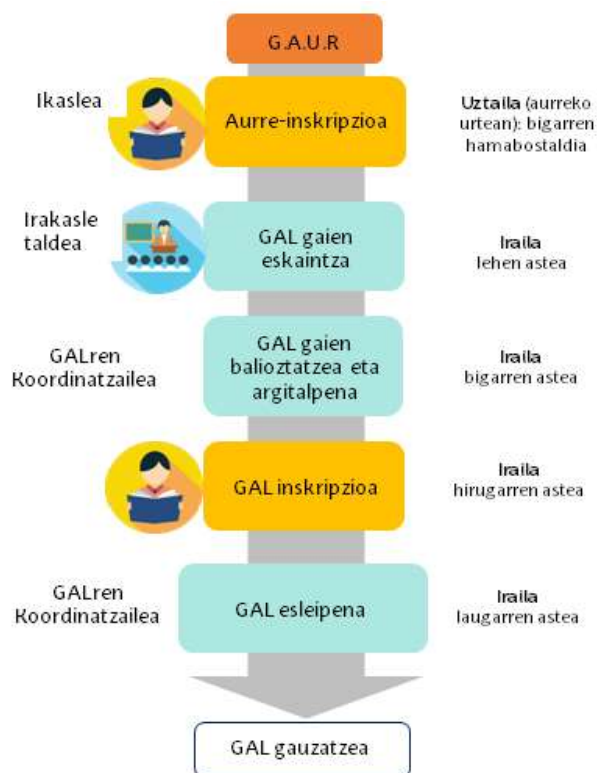 G.A.U.R
Ikaslea
Aurre-inskripzioa
Uztaila (aurreko
urtean): bigarren
hamabostaldia
Irakasle
taldea
GAL gaien
eskaintza
Iraila
lehen astea
GALren
Koordinatzailea
GAL gaien
balioztatzea eta
argitalpena
Iraila
bigarren astea
GAL inskripzioa
Iraila
hirugarren astea
GALren
Koordinatzailea
GAL esleipena
Iraila
laugarren astea
GAL gauzatzea